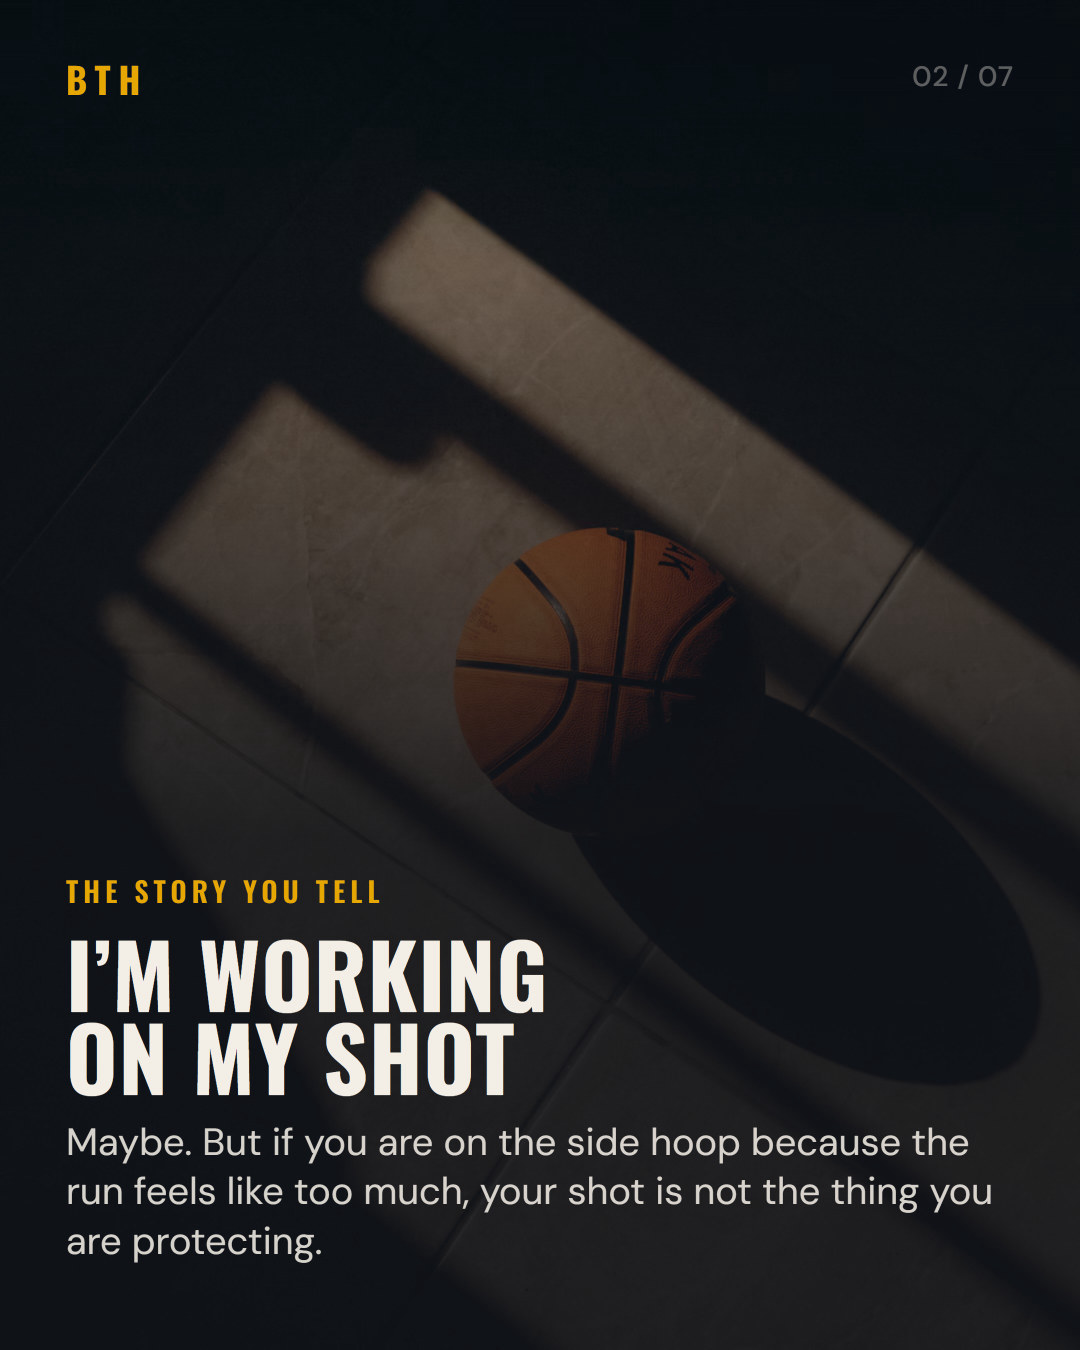 BTH
02 / 07
THE STORY YOU TELL
I’M WORKING
ON MY SHOT
Maybe. But if you are on the side hoop because the
run feels like too much, your shot is not the thing you
are protecting.